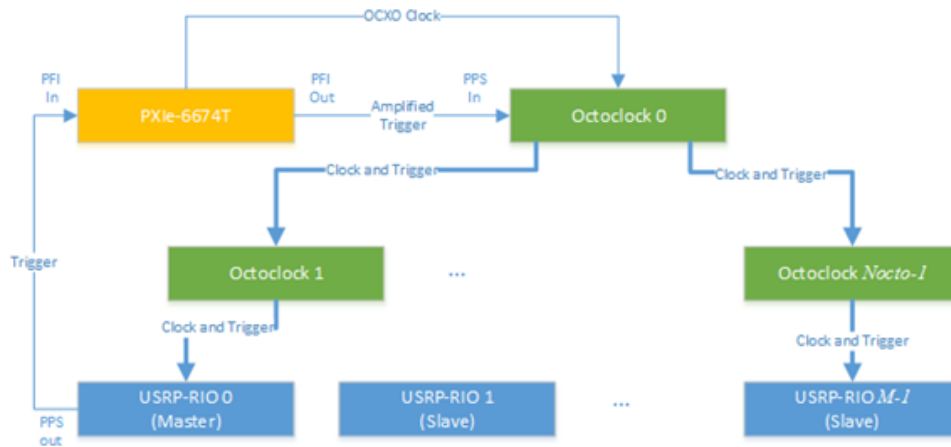 OCXO Clock
PFI
In
PFI
Out
PPS
In
PXIe-6674T
Amplified
Trigger
Octoclock 0
Clock and Trigger
Clock and Trigger
Trigger
Octoclock 1
...
Octoclock Nocto-1
Clock and Trigger
Clock and Trigger
USRP-RIO 0
(Master)
USRP-RIO 1
(Slave)
...
USRP-RIO M-1
(Slave)
PPS
out